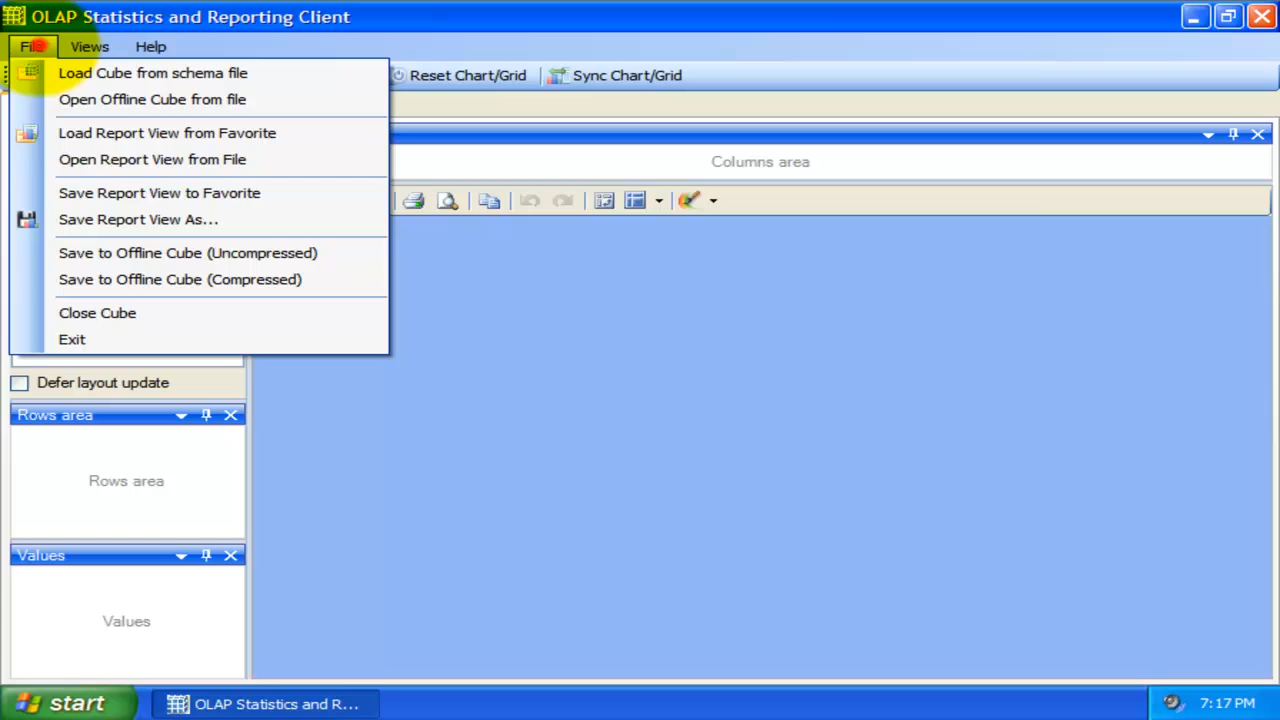 OLAP Statistics and Reporting Client
File Views Help
Load Cube from schema file
Reset Chart/Grid Sync Chart/Grid
Open Offline Cube from file
Load Report View from Favorite
Open Report View from File
Columns area
Save Report View to Favorite
Save Report View As...
Save to Offline Cube (Uncompressed)
Save to Offline Cube (Compressed)
Close Cube
Exit
Defer layout update
Rows area
Rows area
Values
Values
start
OLAP Statistics and R...
7:17 PM